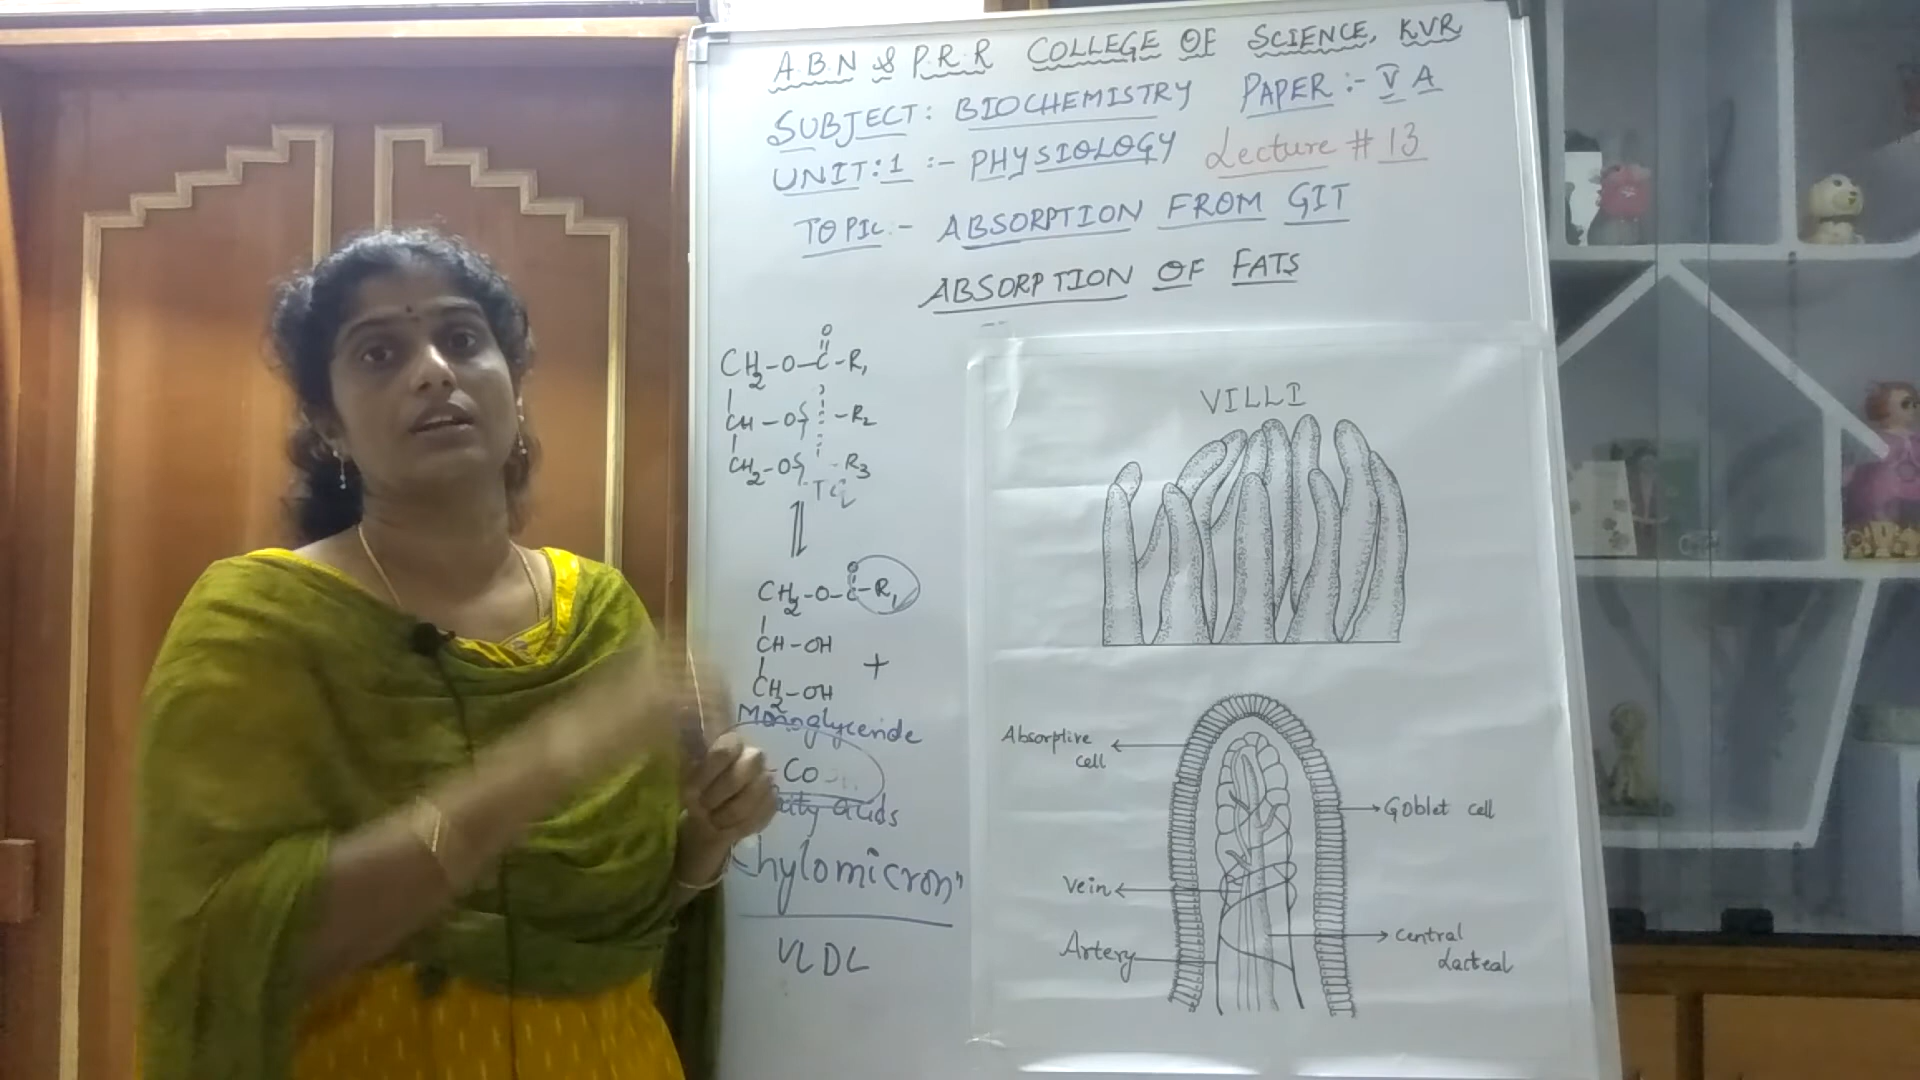 A.B.N & P.R.R COLLEGE OF SCIENCE, KVR
SUBJECT: BIOCHEMISTRY PAPER:- V A
UNIT:1 :- PHYSIOLOGY Lecture # 13
TOPIC:- ABSORPTION FROM GIT
ABSORPTION OF FATS
O
CH2-O-C-R1
CH-O -R2
CH2-O -R3
O
CH2-O-C-R1
CH-OH
+
CH2-OH
Monoglyceride
acids
VLDL
VILLI
Absorptive
cell
Goblet cell
Vein
Artery
Central
Lacteal